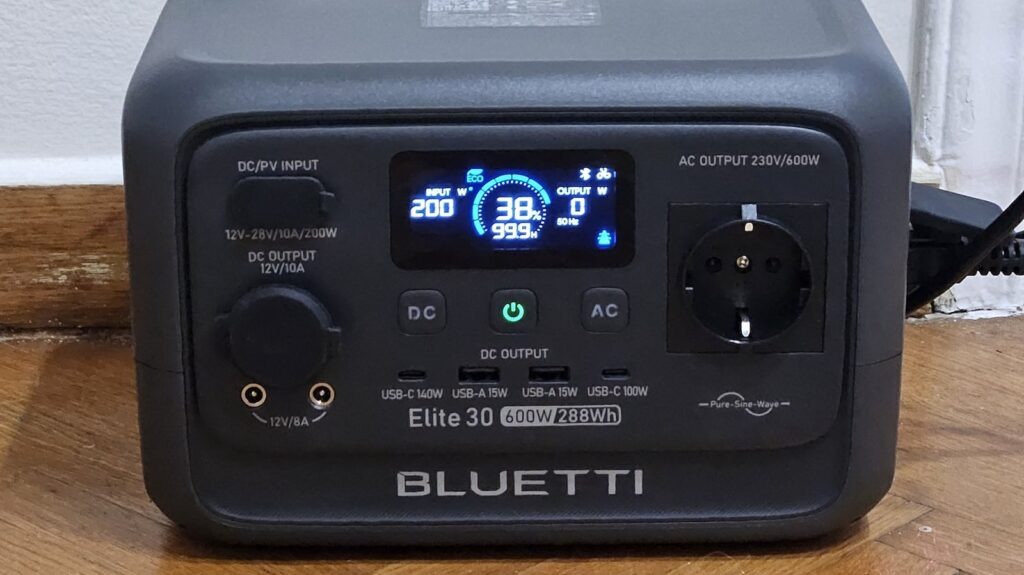 DC/PV INPUT
12V-28V/10A/200W
DC OUTPUT
12V/10A
12V/8A
ECO
INPUT W
200
38%
99.9H
OUTPUT W
0
50 Hz
DC
AC
DC OUTPUT
USB-C 140W
USB-A 15W
USB-A 15W
USB-C 100W
Elite 30 600W/288Wh
AC OUTPUT 230V/600W
Pure-Sine-Wave
BLUETTI